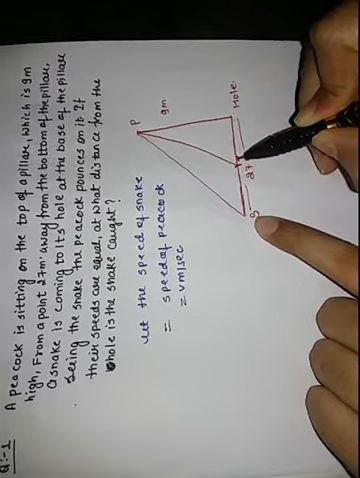 Q:-1 A peacock is sitting on the top of a pillar, which is 9m
high, From a point 27m' away from the bottom of the pillar,
a snake is coming to its' hole at the base of the pillar
seeing the snake the peacock pounces on it. If
their speeds are equal, at what distance from the
whole is the snake caught?
let the speed of snake
= speed of peacock
= vm/sec
P
9m
Hole
27
S